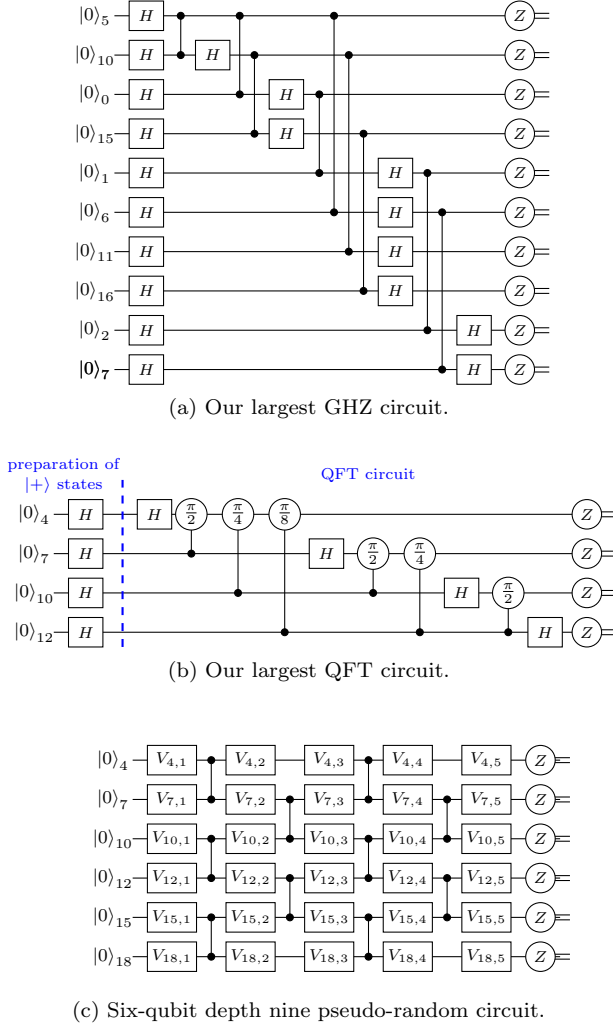 |0⟩₅ H Z
|0⟩₁₀ H H Z
|0⟩₀ H H Z
|0⟩₁₅ H H Z
|0⟩₁ H H Z
|0⟩₆ H H Z
|0⟩₁₁ H H Z
|0⟩₁₆ H H Z
|0⟩₂ H H Z
|0⟩₇ H H Z
(a) Our largest GHZ circuit.
preparation of
|+⟩ states
QFT circuit
|0⟩₄ H H π/2 π/4 π/8 Z
|0⟩₇ H H π/2 π/4 Z
|0⟩₁₀ H H π/2 Z
|0⟩₁₂ H H Z
(b) Our largest QFT circuit.
|0⟩₄ V₄,₁ V₄,₂ V₄,₃ V₄,₄ V₄,₅ Z
|0⟩₇ V₇,₁ V₇,₂ V₇,₃ V₇,₄ V₇,₅ Z
|0⟩₁₀ V₁₀,₁ V₁₀,₂ V₁₀,₃ V₁₀,₄ V₁₀,₅ Z
|0⟩₁₂ V₁₂,₁ V₁₂,₂ V₁₂,₃ V₁₂,₄ V₁₂,₅ Z
|0⟩₁₅ V₁₅,₁ V₁₅,₂ V₁₅,₃ V₁₅,₄ V₁₅,₅ Z
|0⟩₁₈ V₁₈,₁ V₁₈,₂ V₁₈,₃ V₁₈,₄ V₁₈,₅ Z
(c) Six-qubit depth nine pseudo-random circuit.